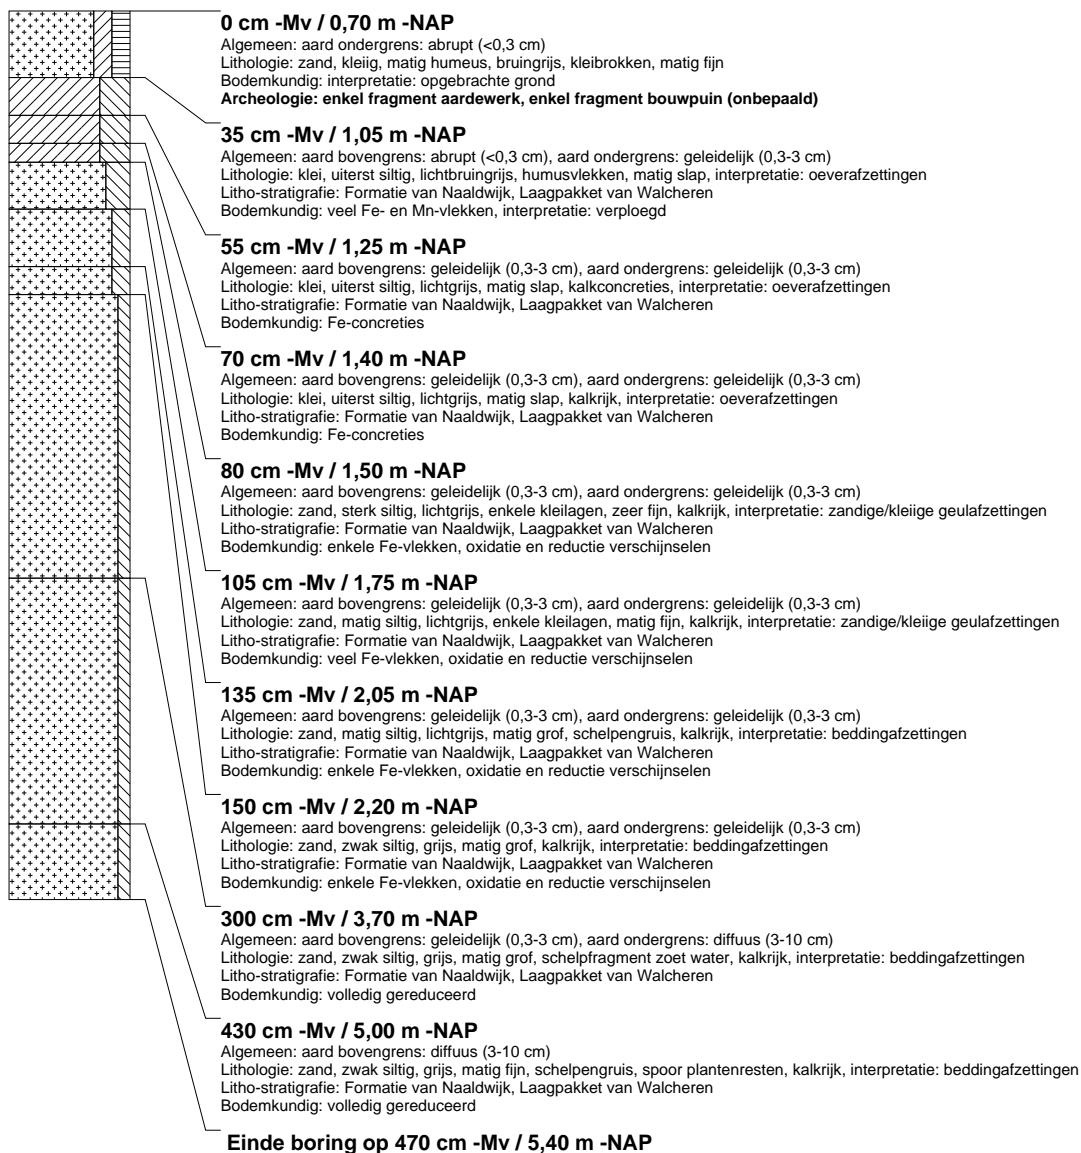 0 cm -Mv / 0,70 m -NAP
Algemeen: aard ondergrens: abrupt (<0,3 cm)
Lithologie: zand, kleiig, matig humeus, bruingrijs, kleibrokken, matig fijn
Bodemkundig: interpretatie: opgebrachte grond
Archeologie: enkel fragment aardewerk, enkel fragment bouwpuin (onbepaald)
35 cm -Mv / 1,05 m -NAP
Algemeen: aard bovengrens: abrupt (<0,3 cm), aard ondergrens: geleidelijk (0,3-3 cm)
Lithologie: klei, uiterst siltig, lichtbruingrijs, humusvlekken, matig slap, interpretatie: oeverafzettingen
Litho-stratigrafie: Formatie van Naaldwijk, Laagpakket van Walcheren
Bodemkundig: veel Fe- en Mn-vlekken, interpretatie: verploegd
55 cm -Mv / 1,25 m -NAP
Algemeen: aard bovengrens: geleidelijk (0,3-3 cm), aard ondergrens: geleidelijk (0,3-3 cm)
Lithologie: klei, uiterst siltig, lichtgrijs, matig slap, kalkconcreties, interpretatie: oeverafzettingen
Litho-stratigrafie: Formatie van Naaldwijk, Laagpakket van Walcheren
Bodemkundig: Fe-concreties
70 cm -Mv / 1,40 m -NAP
Algemeen: aard bovengrens: geleidelijk (0,3-3 cm), aard ondergrens: geleidelijk (0,3-3 cm)
Lithologie: klei, uiterst siltig, lichtgrijs, matig slap, kalkrijk, interpretatie: oeverafzettingen
Litho-stratigrafie: Formatie van Naaldwijk, Laagpakket van Walcheren
Bodemkundig: Fe-concreties
80 cm -Mv / 1,50 m -NAP
Algemeen: aard bovengrens: geleidelijk (0,3-3 cm), aard ondergrens: geleidelijk (0,3-3 cm)
Lithologie: zand, sterk siltig, lichtgrijs, enkele kleilagen, zeer fijn, kalkrijk, interpretatie: zandige/kleiige geulafzettingen
Litho-stratigrafie: Formatie van Naaldwijk, Laagpakket van Walcheren
Bodemkundig: enkele Fe-vlekken, oxidatie en reductie verschijnselen
105 cm -Mv / 1,75 m -NAP
Algemeen: aard bovengrens: geleidelijk (0,3-3 cm), aard ondergrens: geleidelijk (0,3-3 cm)
Lithologie: zand, matig siltig, lichtgrijs, enkele kleilagen, matig fijn, kalkrijk, interpretatie: zandige/kleiige geulafzettingen
Litho-stratigrafie: Formatie van Naaldwijk, Laagpakket van Walcheren
Bodemkundig: veel Fe-vlekken, oxidatie en reductie verschijnselen
135 cm -Mv / 2,05 m -NAP
Algemeen: aard bovengrens: geleidelijk (0,3-3 cm), aard ondergrens: geleidelijk (0,3-3 cm)
Lithologie: zand, matig siltig, lichtgrijs, matig grof, schelpengruis, kalkrijk, interpretatie: beddingafzettingen
Litho-stratigrafie: Formatie van Naaldwijk, Laagpakket van Walcheren
Bodemkundig: enkele Fe-vlekken, oxidatie en reductie verschijnselen
150 cm -Mv / 2,20 m -NAP
Algemeen: aard bovengrens: geleidelijk (0,3-3 cm), aard ondergrens: geleidelijk (0,3-3 cm)
Lithologie: zand, zwak siltig, grijs, matig grof, kalkrijk, interpretatie: beddingafzettingen
Litho-stratigrafie: Formatie van Naaldwijk, Laagpakket van Walcheren
Bodemkundig: enkele Fe-vlekken, oxidatie en reductie verschijnselen
300 cm -Mv / 3,70 m -NAP
Algemeen: aard bovengrens: geleidelijk (0,3-3 cm), aard ondergrens: diffuus (3-10 cm)
Lithologie: zand, zwak siltig, grijs, matig grof, schelpfragment zoet water, kalkrijk, interpretatie: beddingafzettingen
Litho-stratigrafie: Formatie van Naaldwijk, Laagpakket van Walcheren
Bodemkundig: volledig gereduceerd
430 cm -Mv / 5,00 m -NAP
Algemeen: aard bovengrens: diffuus (3-10 cm)
Lithologie: zand, zwak siltig, grijs, matig fijn, schelpengruis, spoor plantenresten, kalkrijk, interpretatie: beddingafzettingen
Litho-stratigrafie: Formatie van Naaldwijk, Laagpakket van Walcheren
Bodemkundig: volledig gereduceerd
Einde boring op 470 cm -Mv / 5,40 m -NAP